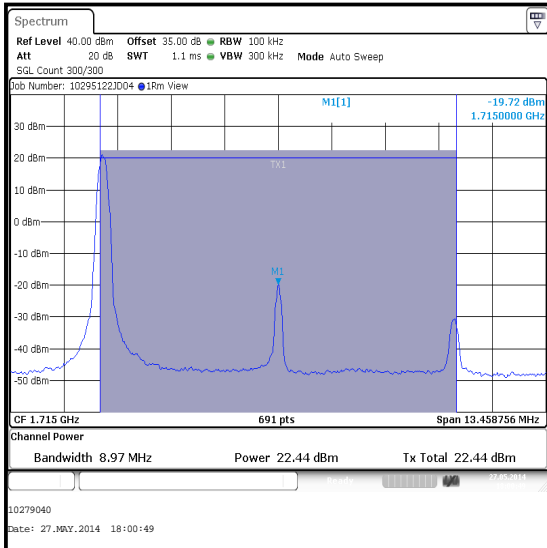 Spectrum
Ref Level 40.00 dBm Offset 35.00 dB RBW 100 kHz
Att 20 dB SWT 1.1 ms VBW 300 kHz Mode Auto Sweep
SGL Count 300/300
Job Number: 10295122JD04 1Rm View
M1[1] -19.72 dBm
1.7150000 GHz
30 dBm
20 dBm
TX1
10 dBm
0 dBm
-10 dBm
-20 dBm
M1
-30 dBm
-40 dBm
-50 dBm
CF 1.715 GHz 691 pts Span 13.458756 MHz
Channel Power
Bandwidth 8.97 MHz Power 22.44 dBm Tx Total 22.44 dBm
Ready 27.05.2014
10279040
Date: 27.MAY.2014 18:00:49